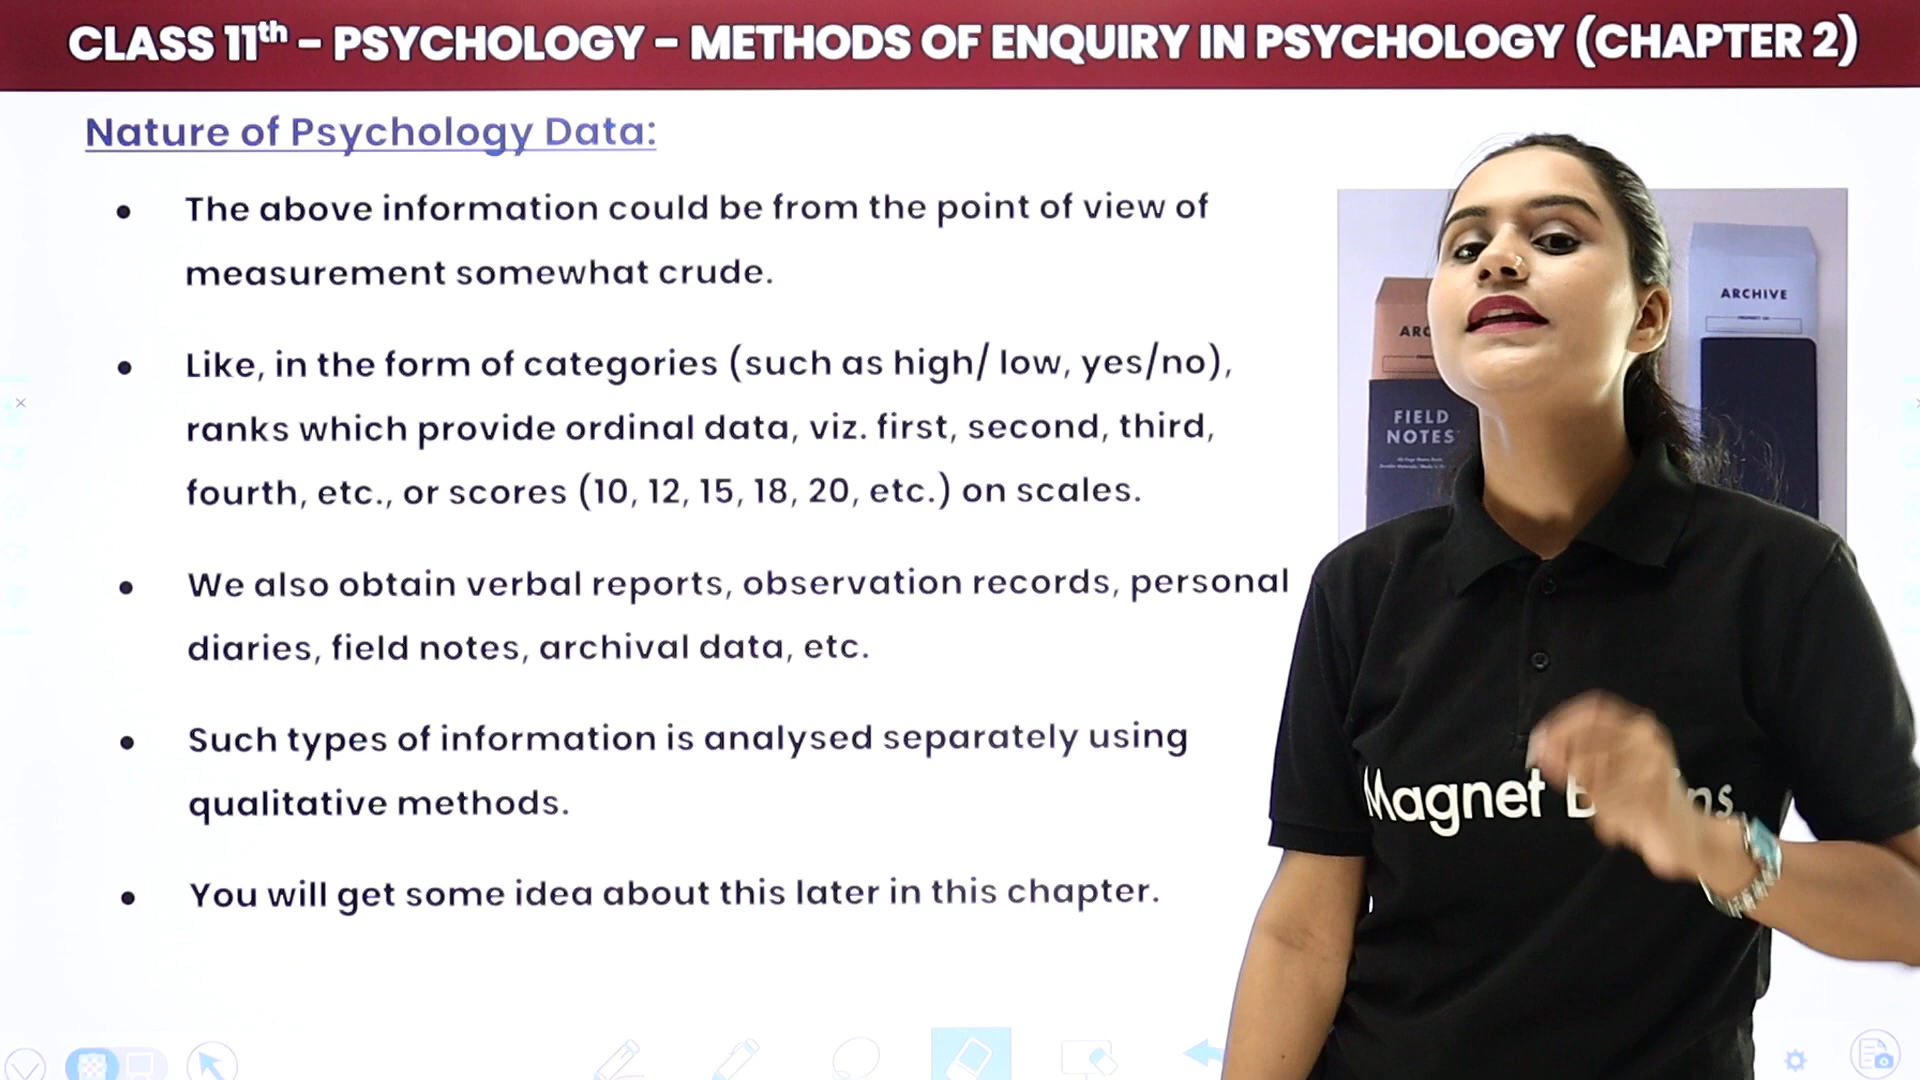 CLASS 11th – PSYCHOLOGY – METHODS OF ENQUIRY IN PSYCHOLOGY (CHAPTER 2)
Nature of Psychology Data:
• The above information could be from the point of view of
measurement somewhat crude.
• Like, in the form of categories (such as high/ low, yes/no),
ranks which provide ordinal data, viz. first, second, third,
fourth, etc., or scores (10, 12, 15, 18, 20, etc.) on scales.
• We also obtain verbal reports, observation records, personal
diaries, field notes, archival data, etc.
• Such types of information is analysed separately using
qualitative methods.
• You will get some idea about this later in this chapter.
ARCHIVE
FIELD
NOTES
Magnet